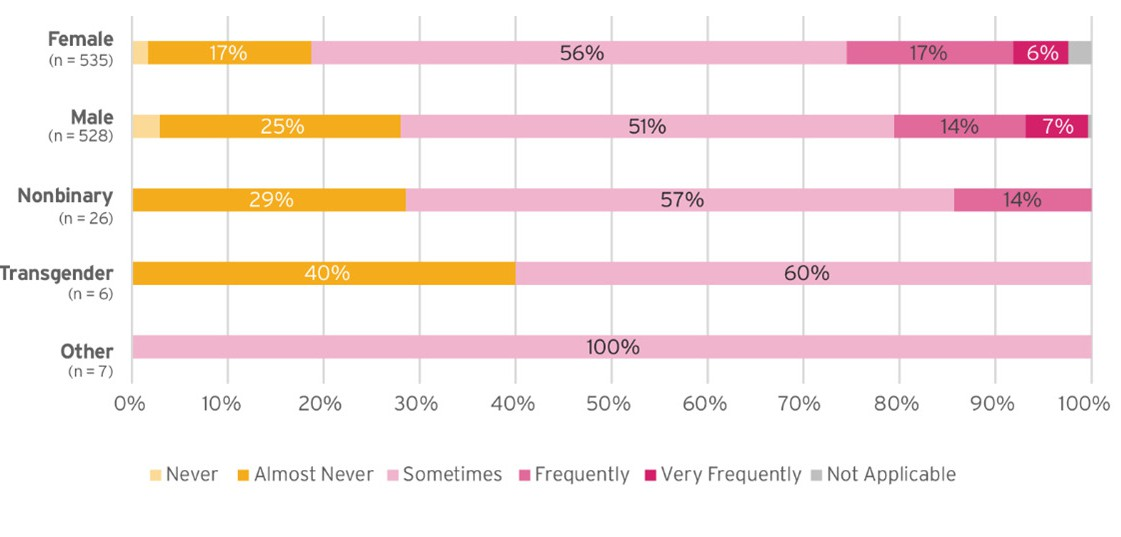 Female
(n = 535)
17% 56% 17% 6%
Male
(n = 528)
25% 51% 14% 7%
Nonbinary
(n = 26)
29% 57% 14%
Transgender
(n = 6)
40% 60%
Other
(n = 7)
100%
0% 10% 20% 30% 40% 50% 60% 70% 80% 90% 100%
Never Almost Never Sometimes Frequently Very Frequently Not Applicable